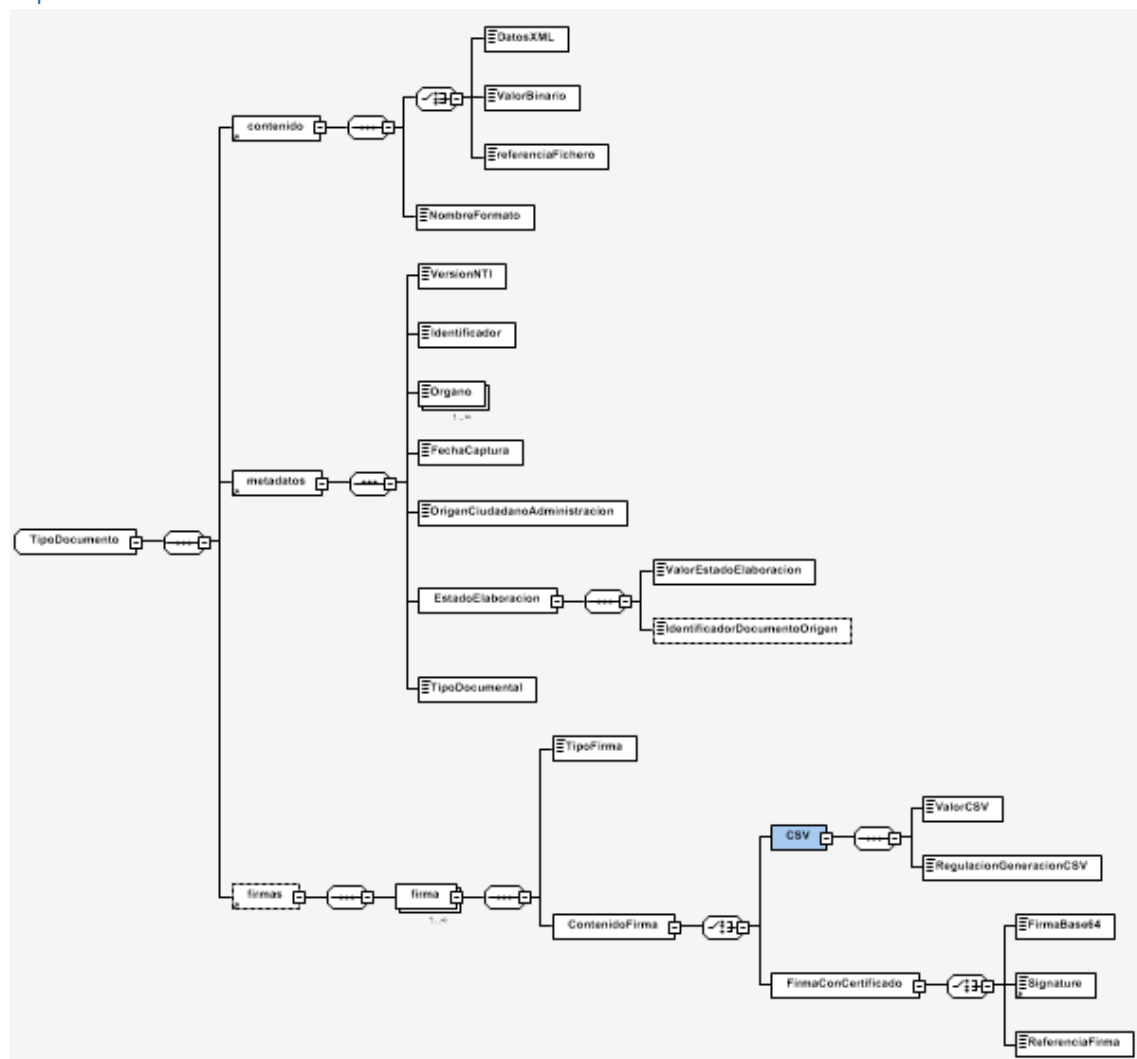 DatosXML
ValorBinario
contenido
referenciaFichero
NombreFormato
VersionNTI
Identificador
Organo
1..∞
FechaCaptura
metadatos
OrigenCiudadanoAdministracion
TipoDocumento
ValorEstadoElaboracion
EstadoElaboracion
IdentificadorDocumentoOrigen
TipoDocumental
TipoFirma
ValorCSV
CSV
RegulacionGeneracionCSV
firmas
firma
1..∞
ContenidoFirma
FirmaBase64
FirmaConCertificado
Signature
ReferenciaFirma